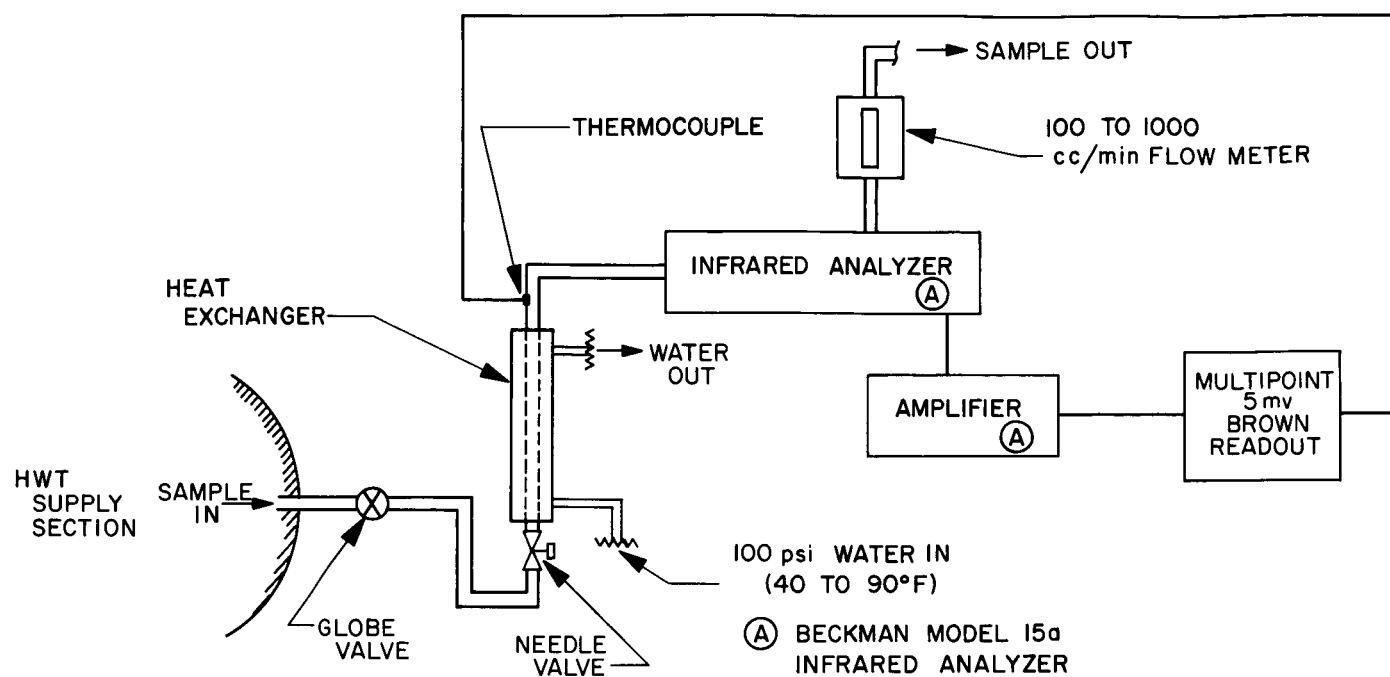 SAMPLE OUT
THERMOCOUPLE
100 TO 1000
cc/min FLOW METER
INFRARED ANALYZER
A
HEAT
EXCHANGER
WATER
OUT
AMPLIFIER
A
MULTIPOINT
5mv
BROWN
READOUT
HWT
SUPPLY
SECTION
SAMPLE
IN
100 psi WATER IN
(40 TO 90°F)
GLOBE
VALVE
NEEDLE
VALVE
A BECKMAN MODEL 15a
INFRARED ANALYZER